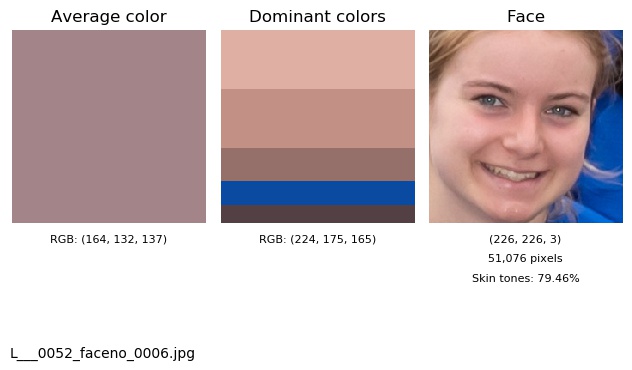 Average color
Dominant colors
Face
RGB: (164, 132, 137)
RGB: (224, 175, 165)
(226, 226, 3)
51,076 pixels
Skin tones: 79.46%
L___0052_faceno_0006.jpg